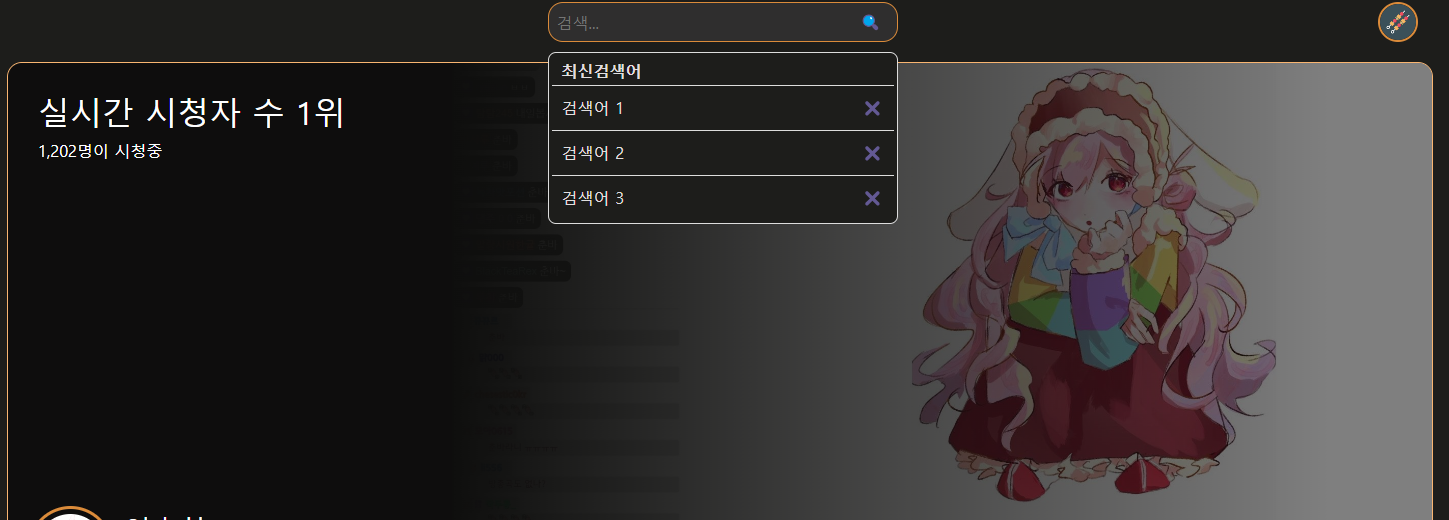 검색...
최신검색어
검색어 1
검색어 2
검색어 3
실시간 시청자 수 1위
1,202명이 시청중